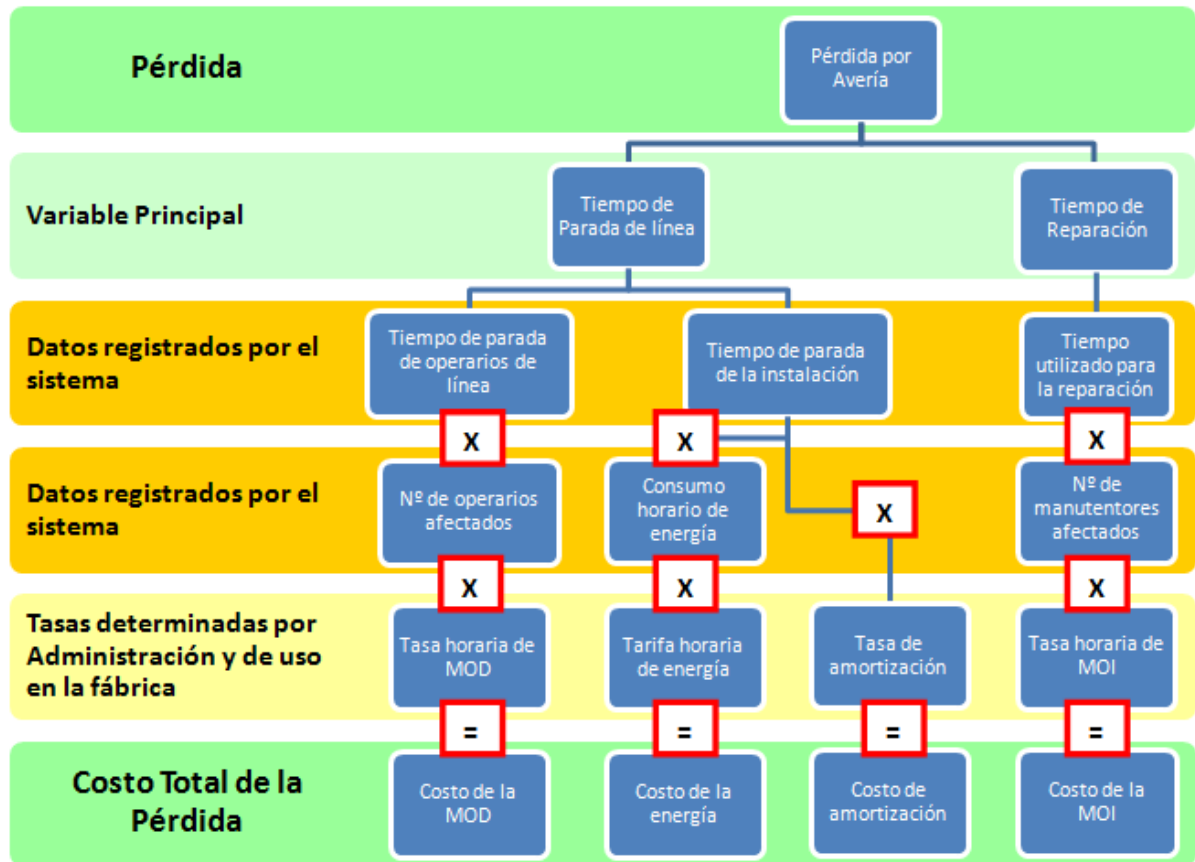 Pérdida
Pérdida por
Avería
Variable Principal
Tiempo de
Parada de línea
Tiempo de
Reparación
Datos registrados por el
sistema
Tiempo de parada
de operarios de
línea
Tiempo de parada
de la instalación
Tiempo
utilizado para
la reparación
X
X
X
Datos registrados por el
sistema
Nº de operarios
afectados
Consumo
horario de
energía
X
Nº de
manutentores
afectados
X
X
X
Tasas determinadas por
Administración y de uso
en la fábrica
Tasa horaria de
MOD
Tarifa horaria
de energía
Tasa de
amortización
Tasa horaria de
MOI
=
=
=
=
Costo Total de la
Pérdida
Costo de la
MOD
Costo de la
energía
Costo de
amortización
Costo de la
MOI